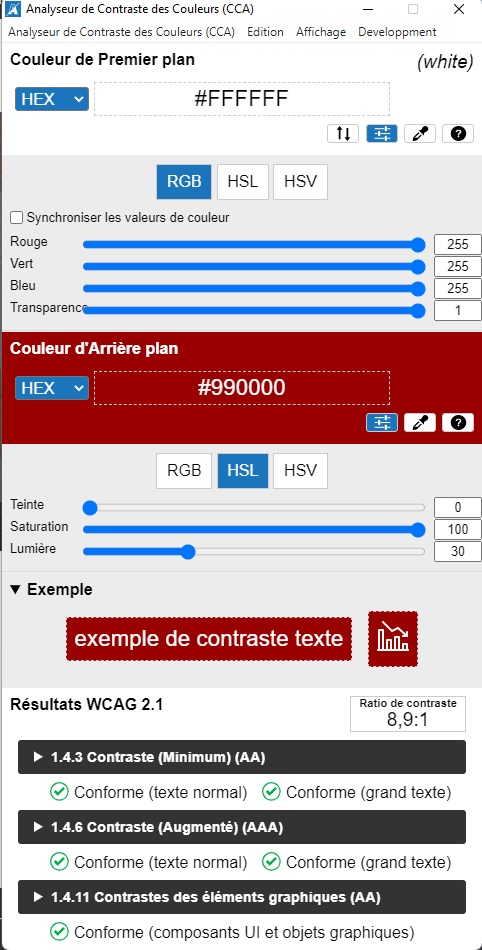 Analyseur de Contraste des Couleurs (CCA)
Analyseur de Contraste des Couleurs (CCA) Edition Affichage Developpment
Couleur de Premier plan (white)
HEX #FFFFFF
RGB HSL HSV
Synchroniser les valeurs de couleur
Rouge 255
Vert 255
Bleu 255
Transparence 1
Couleur d'Arrière plan
HEX #990000
RGB HSL HSV
Teinte 0
Saturation 100
Lumière 30
Exemple
exemple de contraste texte
Résultats WCAG 2.1 Ratio de contraste
8,9:1
1.4.3 Contraste (Minimum) (AA)
Conforme (texte normal) Conforme (grand texte)
1.4.6 Contraste (Augmenté) (AAA)
Conforme (texte normal) Conforme (grand texte)
1.4.11 Contrastes des éléments graphiques (AA)
Conforme (composants UI et objets graphiques)